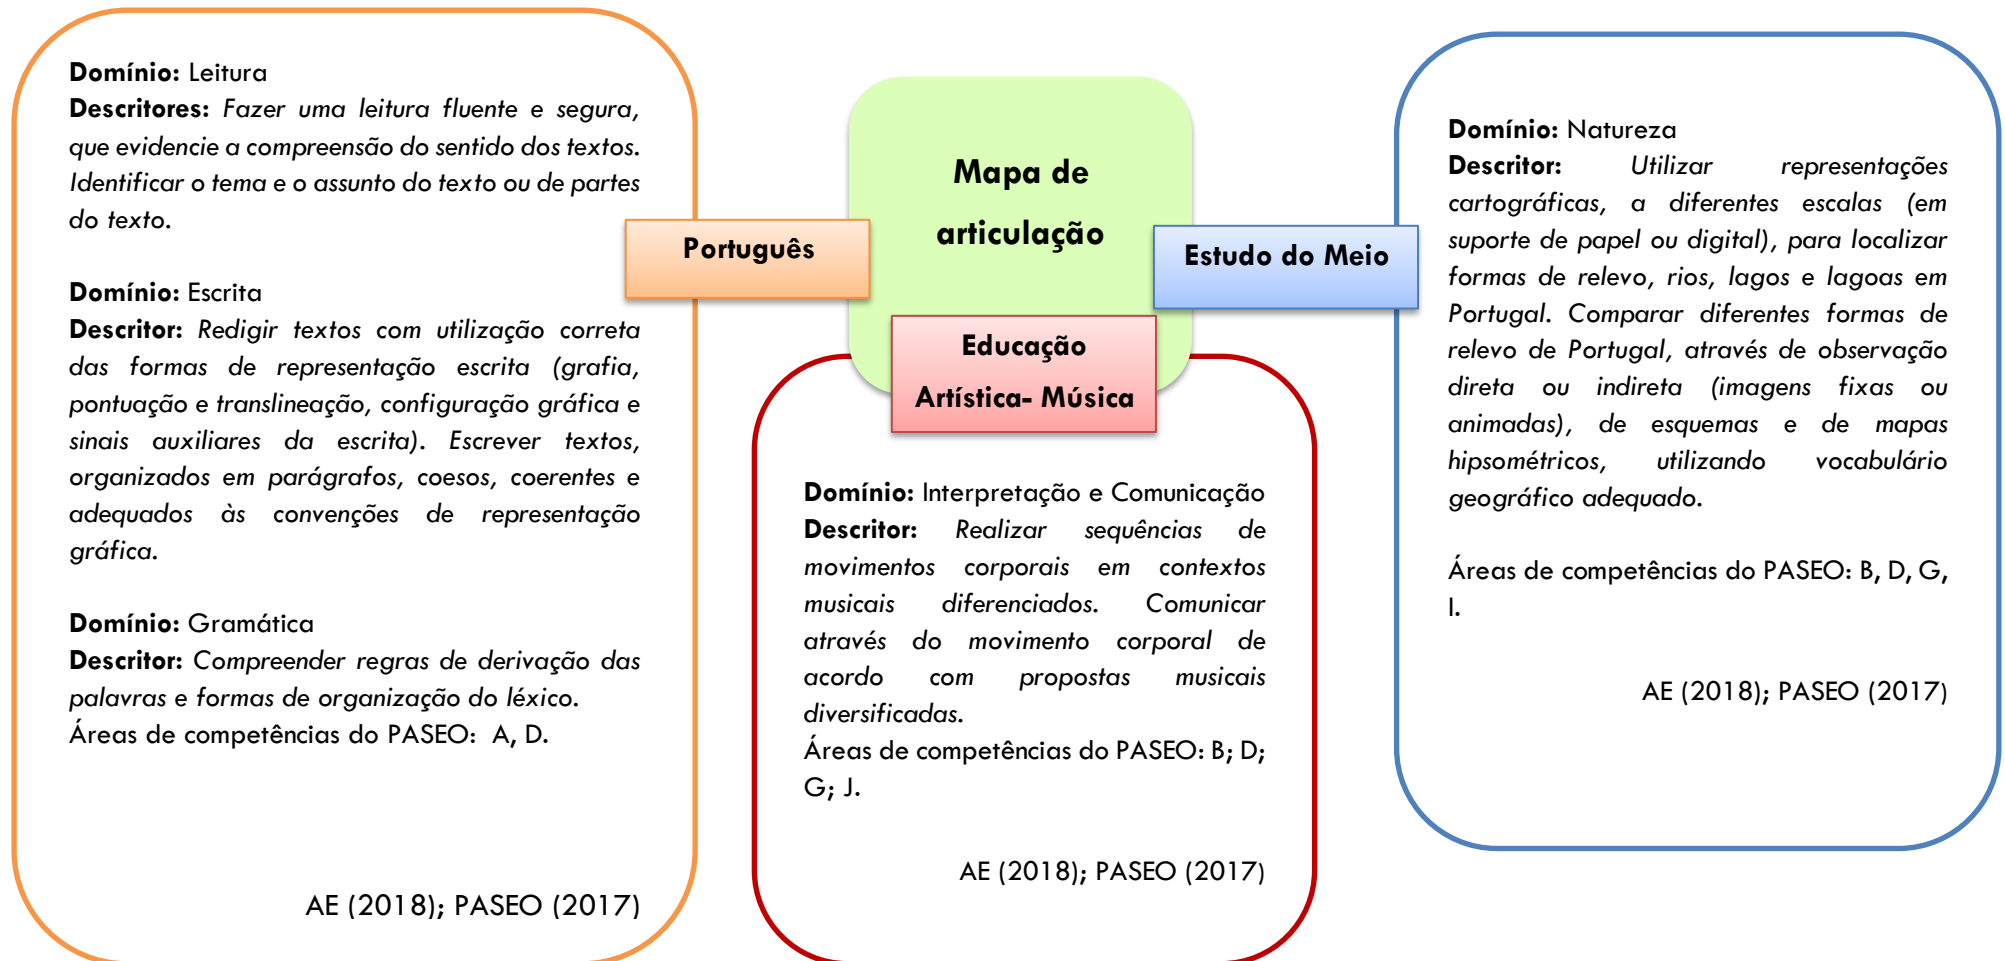 Domínio: Leitura
Descritores: Fazer uma leitura fluente e segura,
que evidencie a compreensão do sentido dos textos.
Identificar o tema e o assunto do texto ou de partes
do texto.
Domínio: Escrita
Descritor: Redigir textos com utilização correta
das formas de representação escrita (grafia,
pontuação e translineação, configuração gráfica e
sinais auxiliares da escrita). Escrever textos,
organizados em parágrafos, coesos, coerentes e
adequados às convenções de representação
gráfica.
Domínio: Gramática
Descritor: Compreender regras de derivação das
palavras e formas de organização do léxico.
Áreas de competências do PASEO: A, D.
AE (2018); PASEO (2017)
Português
Mapa de
articulação
Estudo do Meio
Educação
Artística- Música
Domínio: Interpretação e Comunicação
Descritor: Realizar sequências de
movimentos corporais em contextos
musicais diferenciados. Comunicar
através do movimento corporal de
acordo com propostas musicais
diversificadas.
Áreas de competências do PASEO: B; D;
G; J.
AE (2018); PASEO (2017)
Domínio: Natureza
Descritor: Utilizar representações
cartográficas, a diferentes escalas (em
suporte de papel ou digital), para localizar
formas de relevo, rios, lagos e lagoas em
Portugal. Comparar diferentes formas de
relevo de Portugal, através de observação
direta ou indireta (imagens fixas ou
animadas), de esquemas e de mapas
hipsométricos, utilizando vocabulário
geográfico adequado.
Áreas de competências do PASEO: B, D, G,
I.
AE (2018); PASEO (2017)